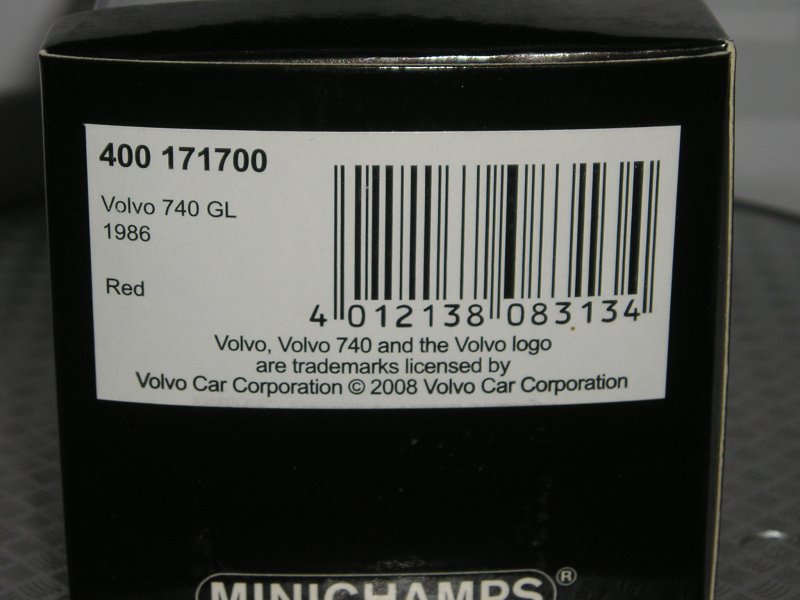 400 171700
Volvo 740 GL
1986
Red
4 012138 083134
Volvo, Volvo 740 and the Volvo logo
are trademarks licensed by
Volvo Car Corporation © 2008 Volvo Car Corporation
MINICHAMPS®